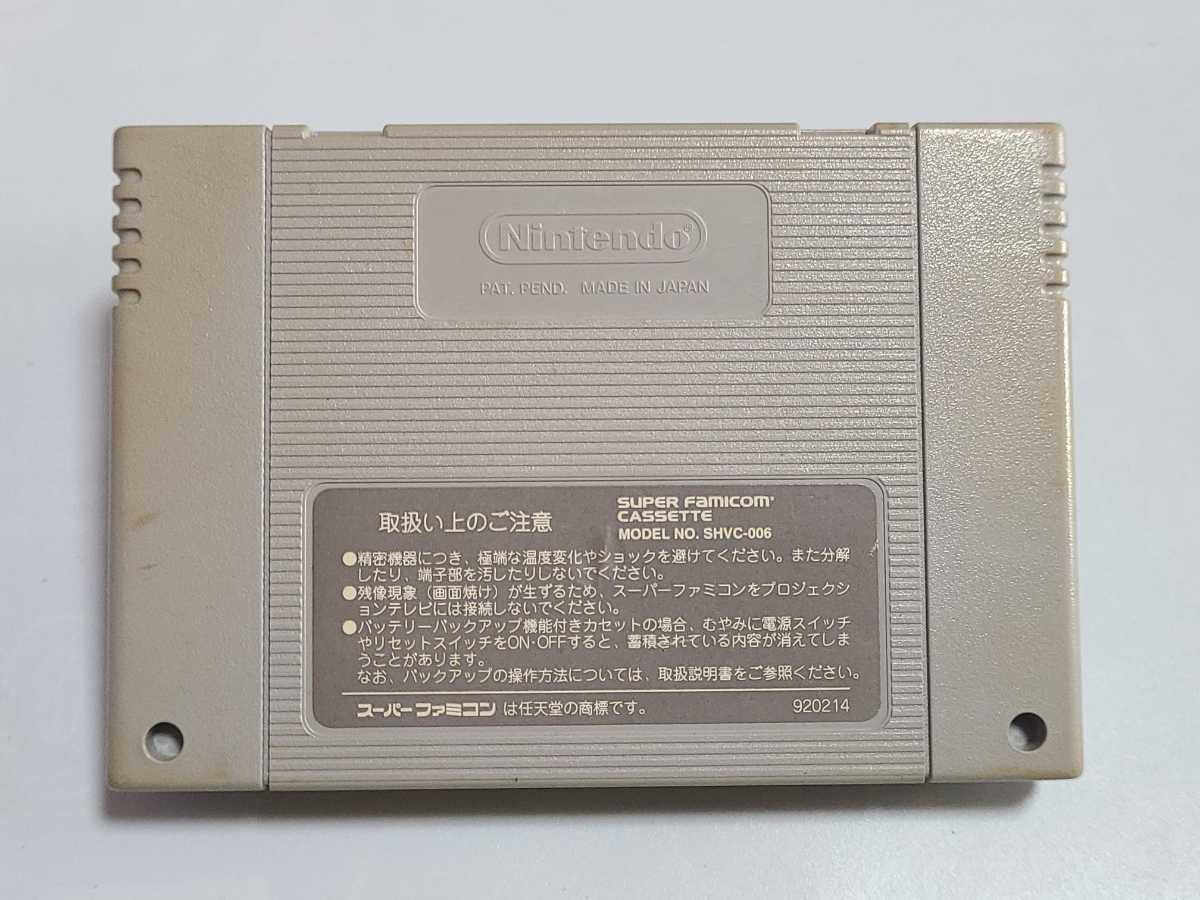 Nintendo®
PAT. PEND. MADE IN JAPAN
取扱い上のご注意
SUPER FAMICOM®
CASSETTE
MODEL NO. SHVC-006
●精密機器につき、極端な温度変化やショックを避けてください。また分解
したり、端子部を汚したりしないでください。
●残像現象（画面焼け）が生ずるため、スーパーファミコンをプロジェクシ
ョンテレビには接続しないでください。
●バッテリーバックアップ機能付きカセットの場合、むやみに電源スイッチ
やリセットスイッチをON・OFFすると、蓄積されている内容が消えてしま
うことがあります。
なお、バックアップの操作方法については、取扱説明書をご参照ください。
スーパーファミコン は任天堂の商標です。
920214